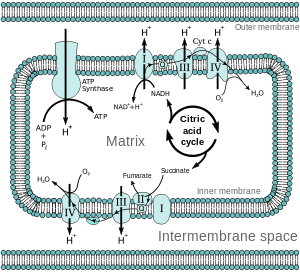 H+
H+
H+
Outer membrane
Cyt c
I
III
IV
Q
ATP
Synthase
NADH
NAD++H+
O2
H2O
ATP
H+
ADP
+
Pi
Matrix
Citric
acid
cycle
Fumarate
Succinate
H2O
O2
Inner membrane
IV
III
II
I
Q
H+
H+
Intermembrane space